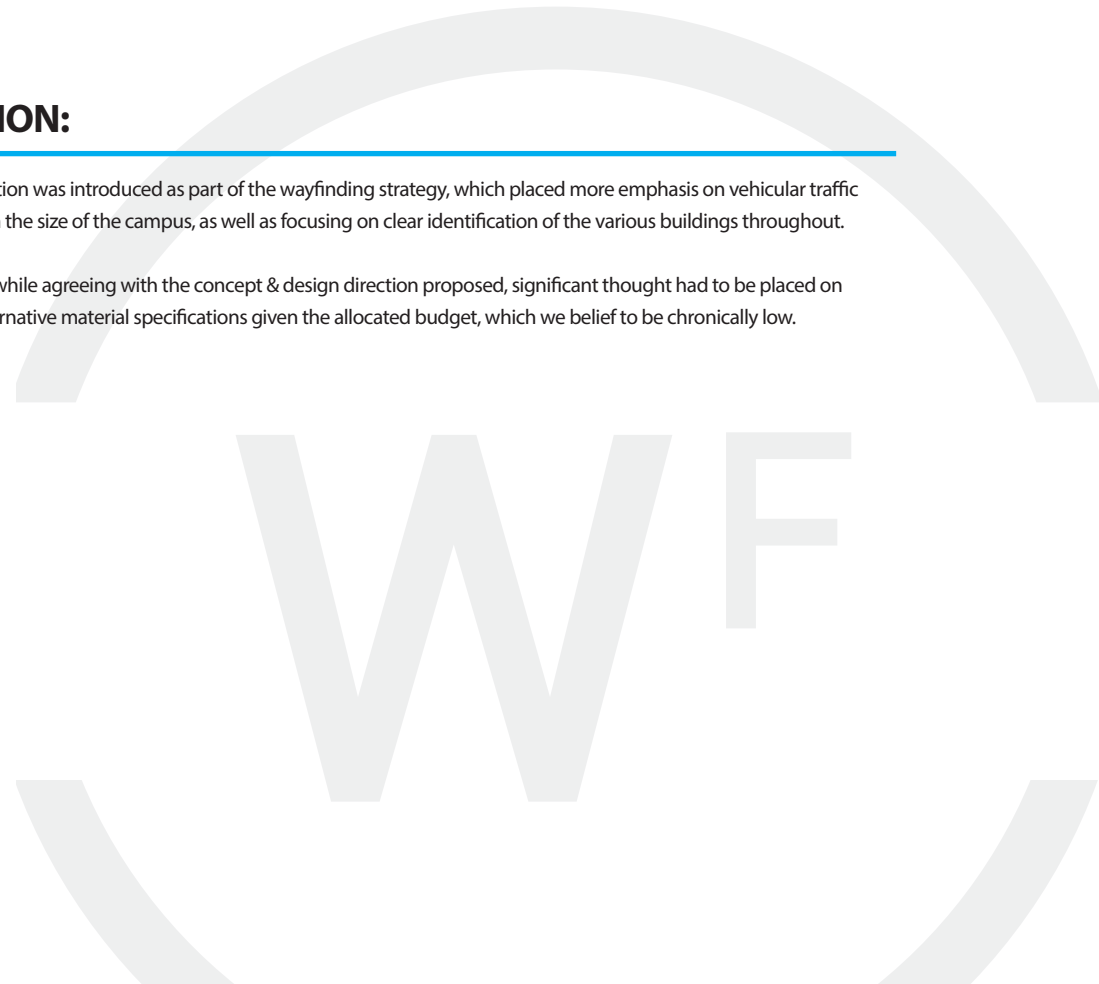 ION:
tion was introduced as part of the wayfinding strategy, which placed more emphasis on vehicular traffic
the size of the campus, as well as focusing on clear identification of the various buildings throughout.
while agreeing with the concept & design direction proposed, significant thought had to be placed on
rnative material specifications given the allocated budget, which we belief to be chronically low.
WF